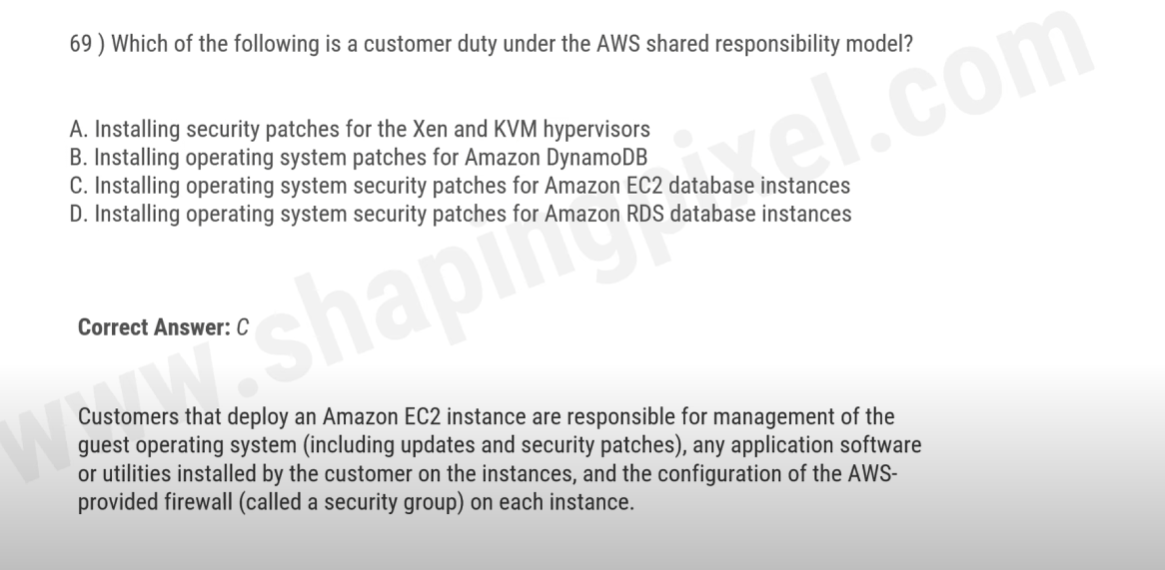 69 ) Which of the following is a customer duty under the AWS shared responsibility model?
A. Installing security patches for the Xen and KVM hypervisors
B. Installing operating system patches for Amazon DynamoDB
C. Installing operating system security patches for Amazon EC2 database instances
D. Installing operating system security patches for Amazon RDS database instances
Correct Answer: C
Customers that deploy an Amazon EC2 instance are responsible for management of the
guest operating system (including updates and security patches), any application software
or utilities installed by the customer on the instances, and the configuration of the AWS-
provided firewall (called a security group) on each instance.
www.shapingpixel.com